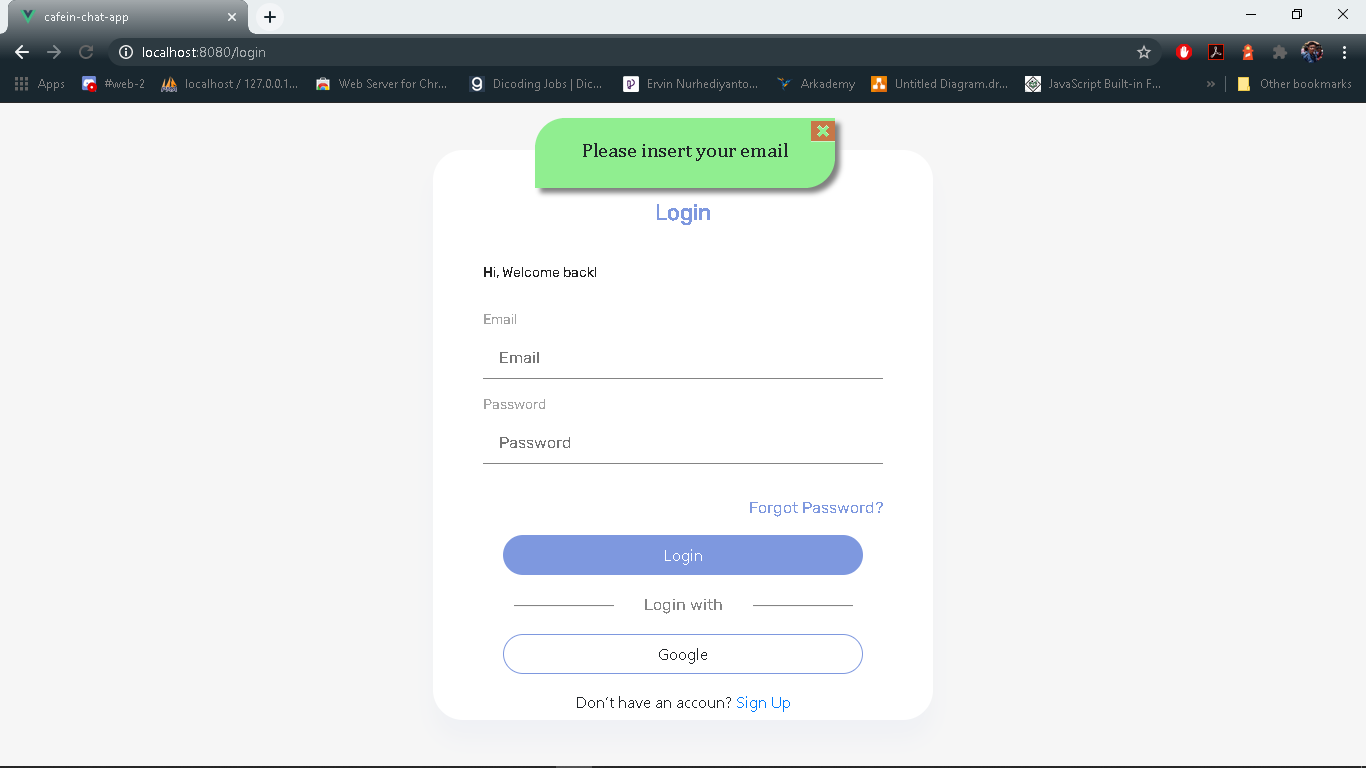 cafein-chat-app
localhost:8080/login
Apps #web-2 localhost / 127.0.0.1... Web Server for Chr... Dicoding Jobs | Dic... Ervin Nurhediyanto... Arkademy Untitled Diagram.dr... JavaScript Built-in F... » Other bookmarks
Please insert your email
Login
Hi, Welcome back!
Email
Email
Password
Password
Forgot Password?
Login
Login with
Google
Don't have an accoun? Sign Up